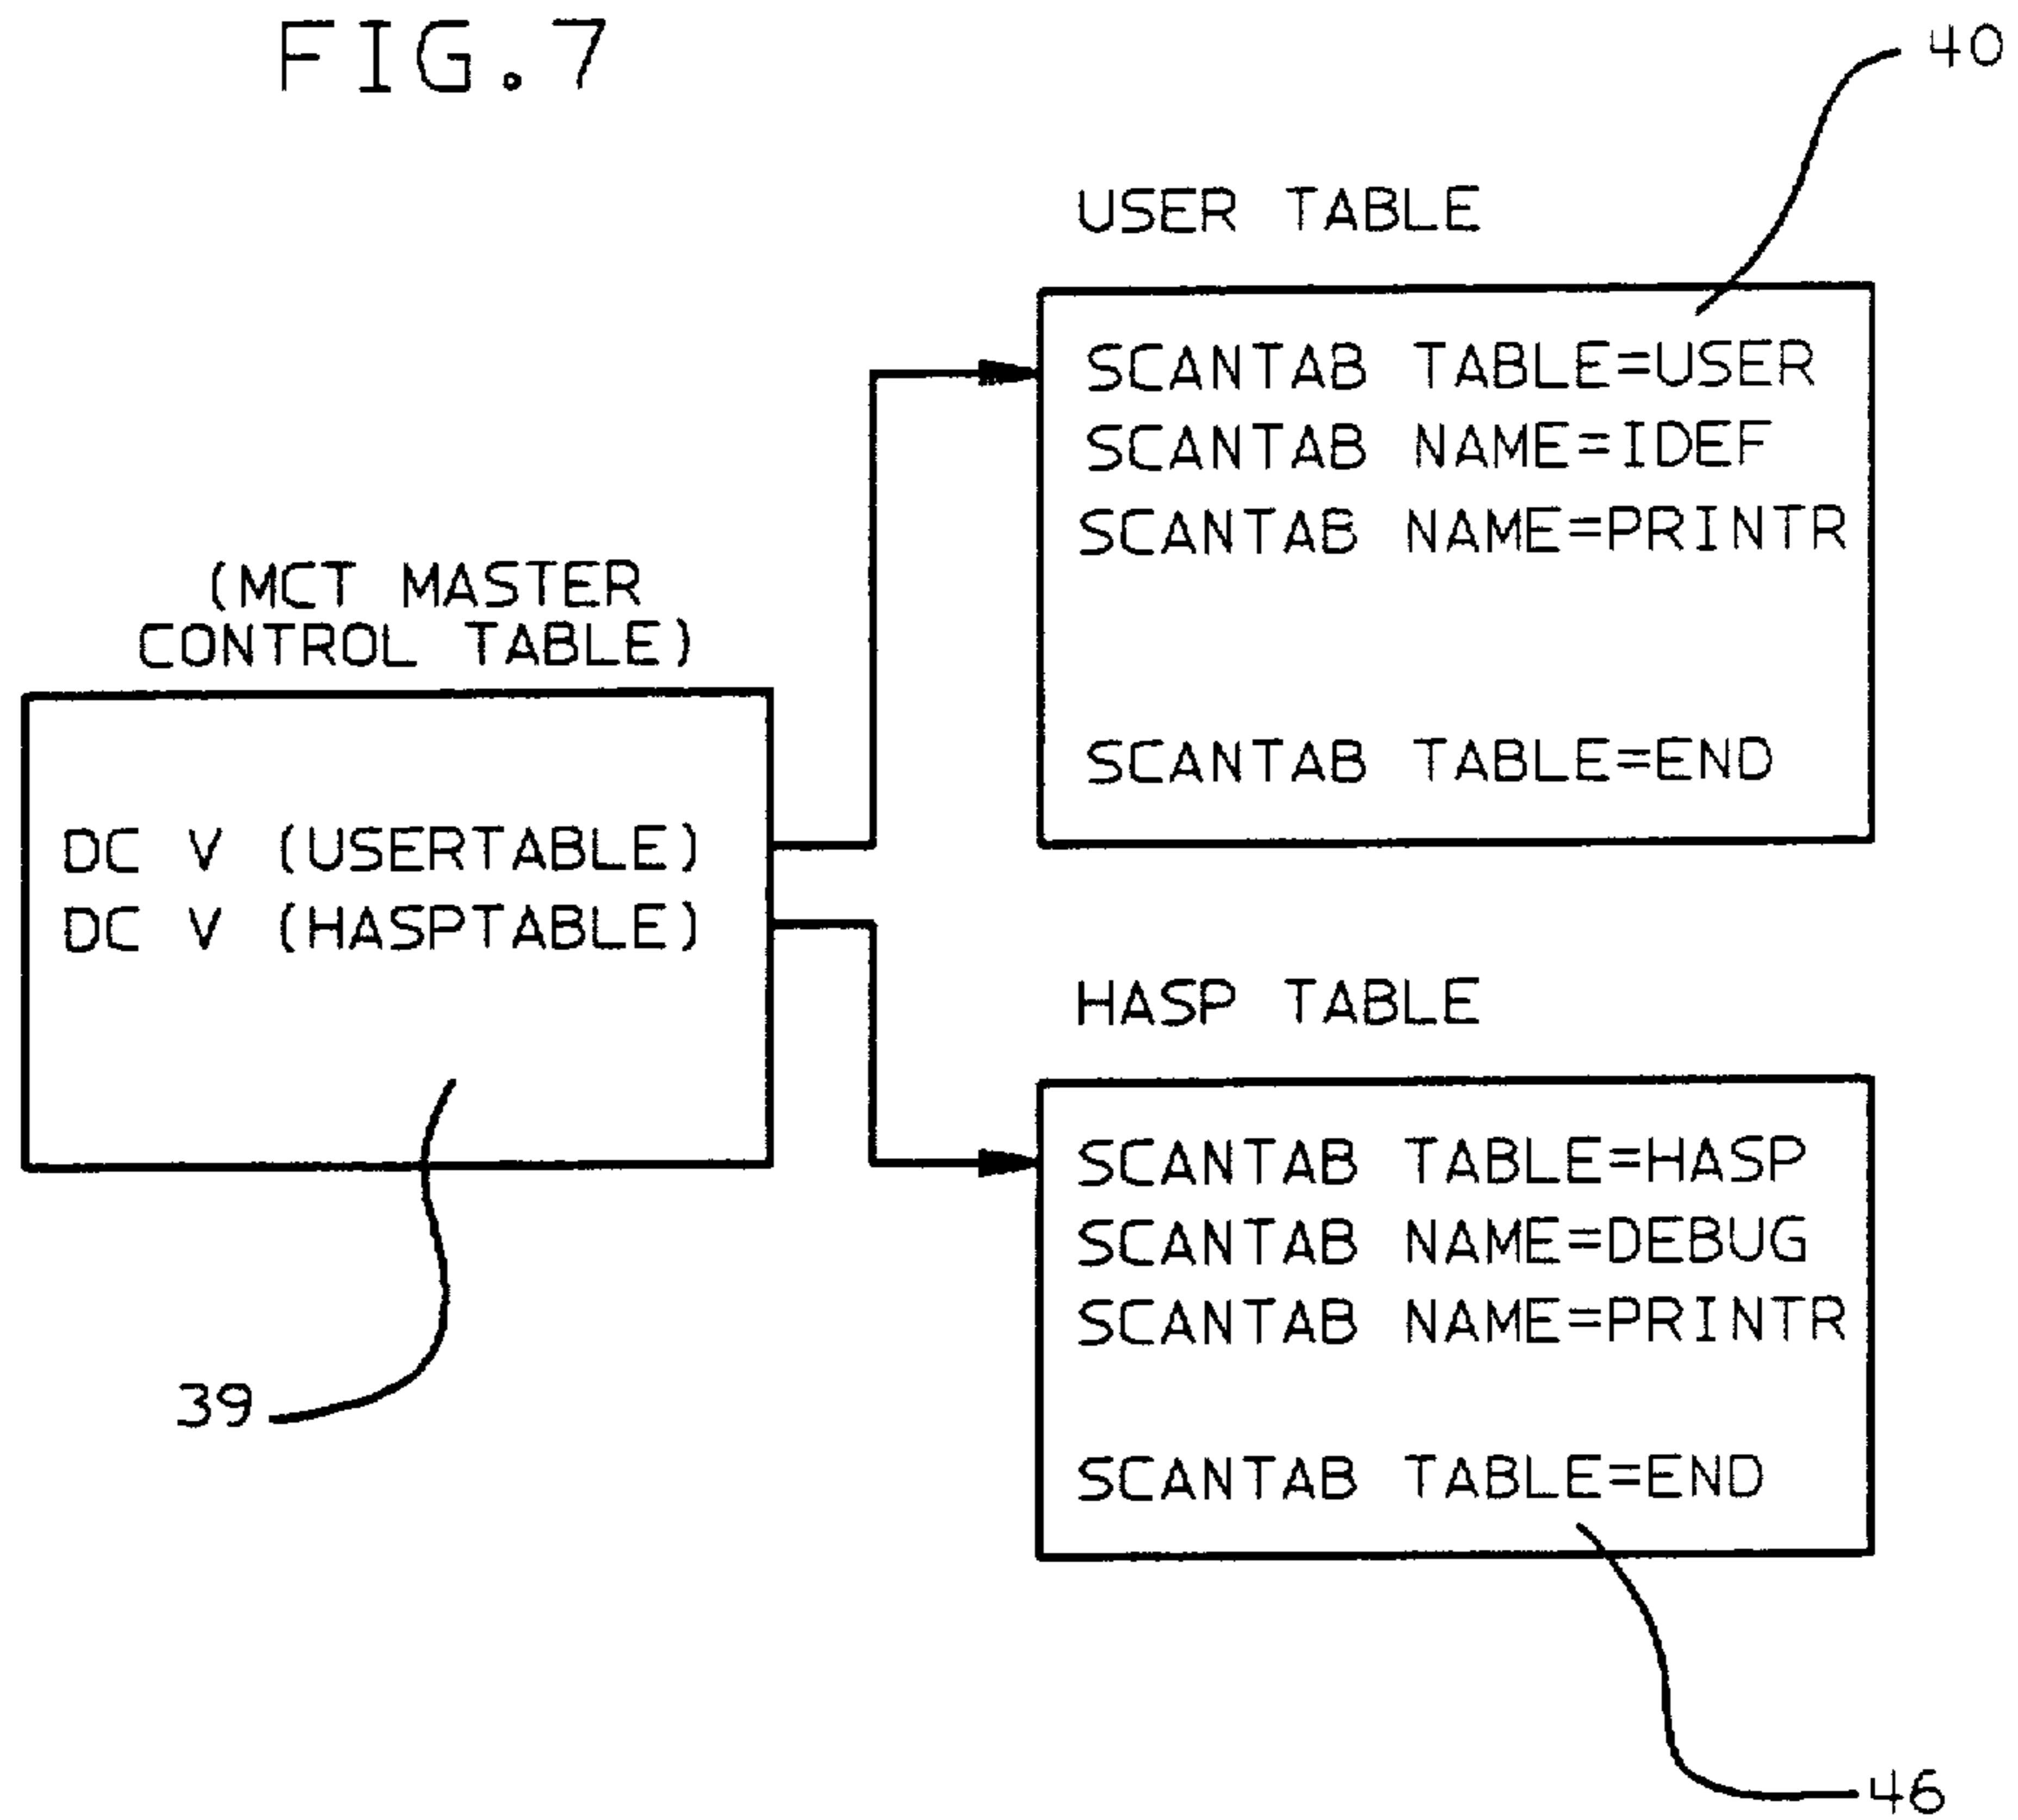 FIG.7
40
USER TABLE
SCANTAB TABLE=USER
SCANTAB NAME=IDEF
SCANTAB NAME=PRINTR
SCANTAB TABLE=END
(MCT MASTER
CONTROL TABLE)
DC V (USERTABLE)
DC V (HASPTABLE)
39
HASP TABLE
SCANTAB TABLE=HASP
SCANTAB NAME=DEBUG
SCANTAB NAME=PRINTR
SCANTAB TABLE=END
46